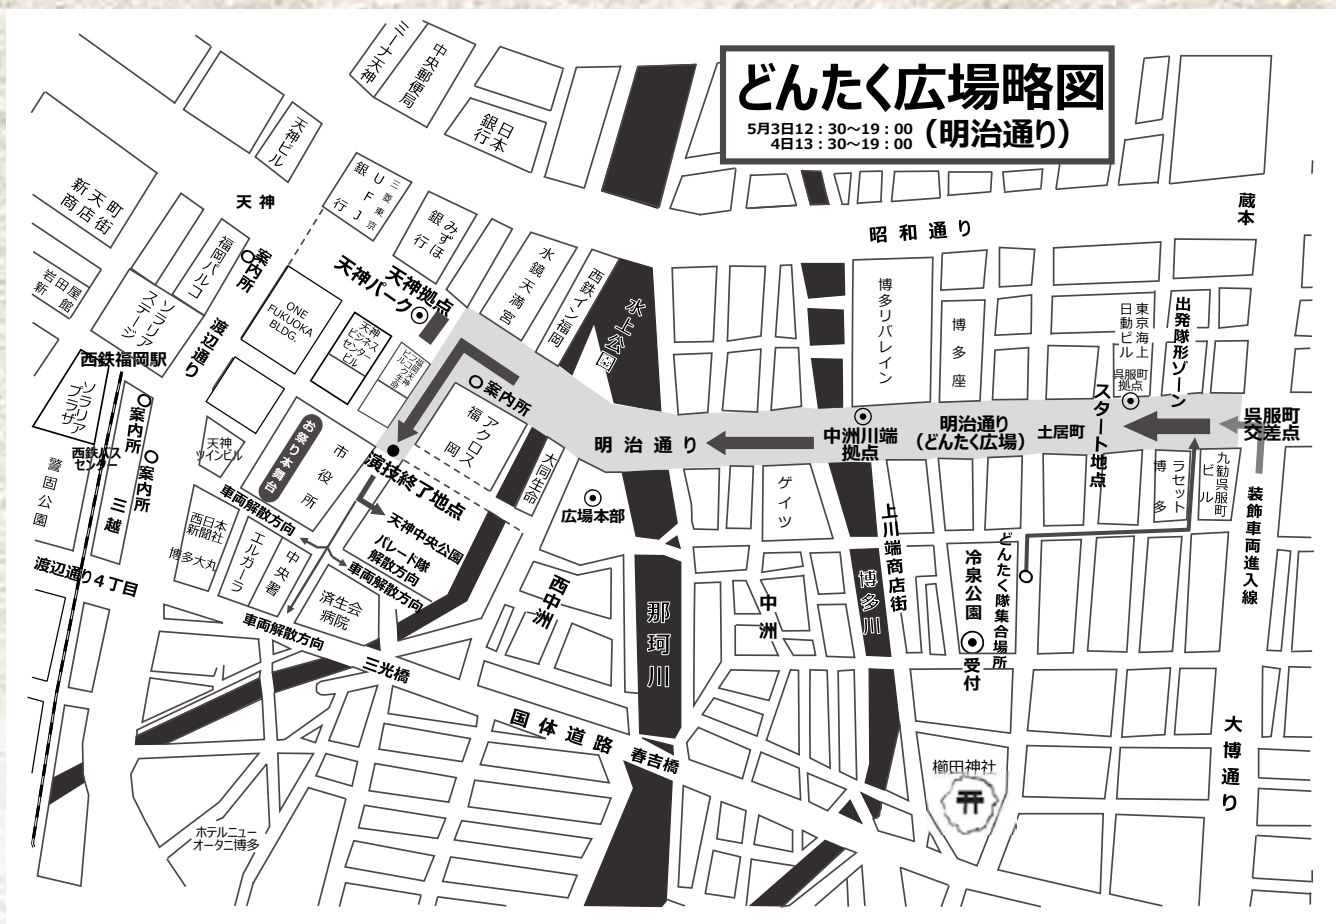 どんたく広場略図
5月3日12：30～19：00
4日13：30～19：00
（明治通り）
ミーナ天神
中央郵便局
日本銀行
天神ビル
新天町商店街
天神
三菱東京
UFJ
銀行
みずほ銀行
福岡パルコ
案内所
天神パーク
天神拠点
水鏡天満宮
西鉄イン福岡
水上公園
昭和通り
蔵本
岩田屋
新館
ソラリア
ステージ
渡辺通り
ONE
FUKUOKA
BLDG.
天神
ビジネス
センター
ビル
西鉄福岡駅
ソラリア
プラザ
案内所
西鉄バス
センター
案内所
三越
警固公園
天神
ツインビル
お祭り本舞台
市役所
案内所
アクロス
福岡
演技終了地点
大同生命
明治通り
広場本部
中洲川端
拠点
明治通り
（どんたく広場）
土居町
博多リバレイン
博多座
東京海上
日動ビル
呉服町
拠点
出発隊形ゾーン
スタート地点
呉服町
交差点
九勧呉服町
ビル
ラセット
博多
装飾車両進入線
ゲイツ
上川端商店街
博多川
冷泉公園
受付
どんたく隊集合場所
車両解散方向
天神中央公園
パレード隊
解散方向
車両解散方向
車両解散方向
西日本
新聞社
博多大丸
エルガーラ
中央署
済生会
病院
渡辺通り4丁目
西中洲
那珂川
中洲
三光橋
国体道路
春吉橋
櫛田神社
大博通り
ホテルニュー
オータニ博多